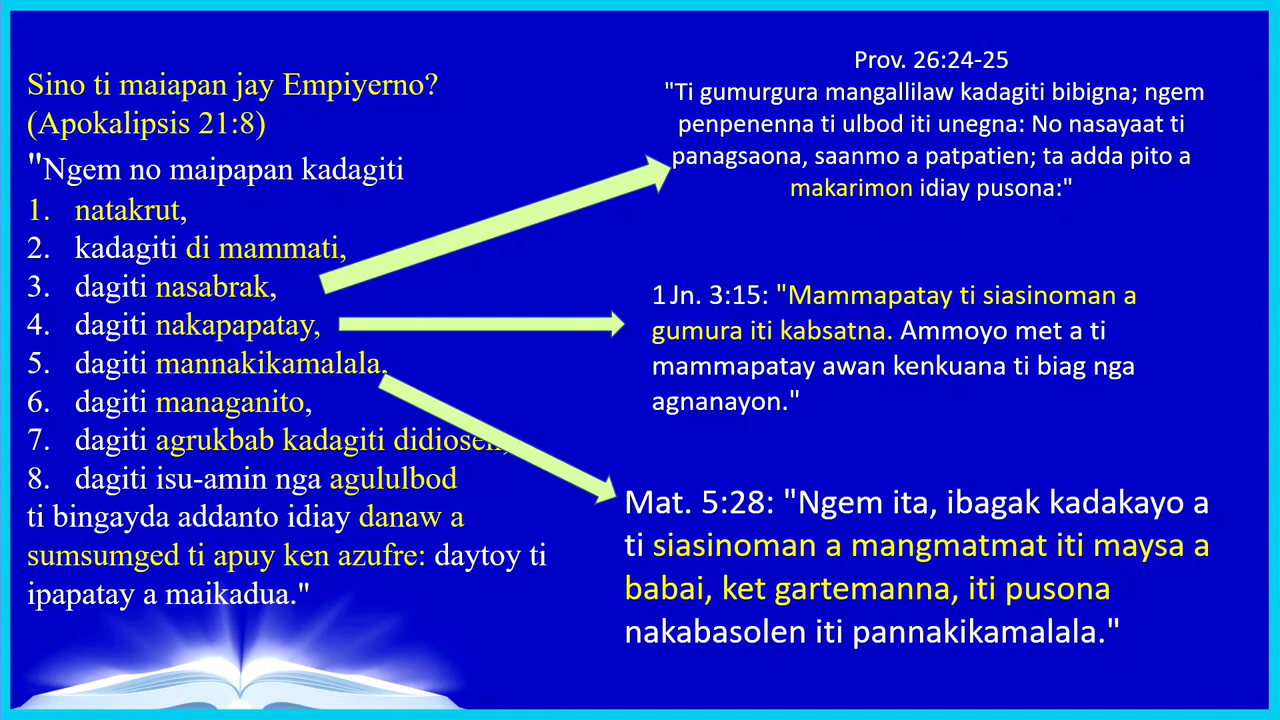 Sino ti maiapan jay Empiyerno?
(Apokalipsis 21:8)
"Ngem no maipapan kadagiti
1. natakrut,
2. kadagiti di mammati,
3. dagiti nasabrak,
4. dagiti nakapapatay,
5. dagiti mannakikamalala,
6. dagiti managanito,
7. dagiti agrukbab kadagiti didiosen,
8. dagiti isu-amin nga agululbod
ti bingayda addanto idiay danaw a
sumsumged ti apuy ken azufre: daytoy ti
ipapatay a maikadua."
Prov. 26:24-25
"Ti gumurgura mangallilaw kadagiti bibigna; ngem
penpenenna ti ulbod iti unegna: No nasayaat ti
panagsaona, saanmo a patpatien; ta adda pito a
makarimon idiay pusona:"
1 Jn. 3:15: "Mammapatay ti siasinoman a
gumura iti kabsatna. Ammoyo met a ti
mammapatay awan kenkuana ti biag nga
agnanayon."
Mat. 5:28: "Ngem ita, ibagak kadakayo a
ti siasinoman a mangmatmat iti maysa a
babai, ket gartemanna, iti pusona
nakabasolen iti pannakikamalala."